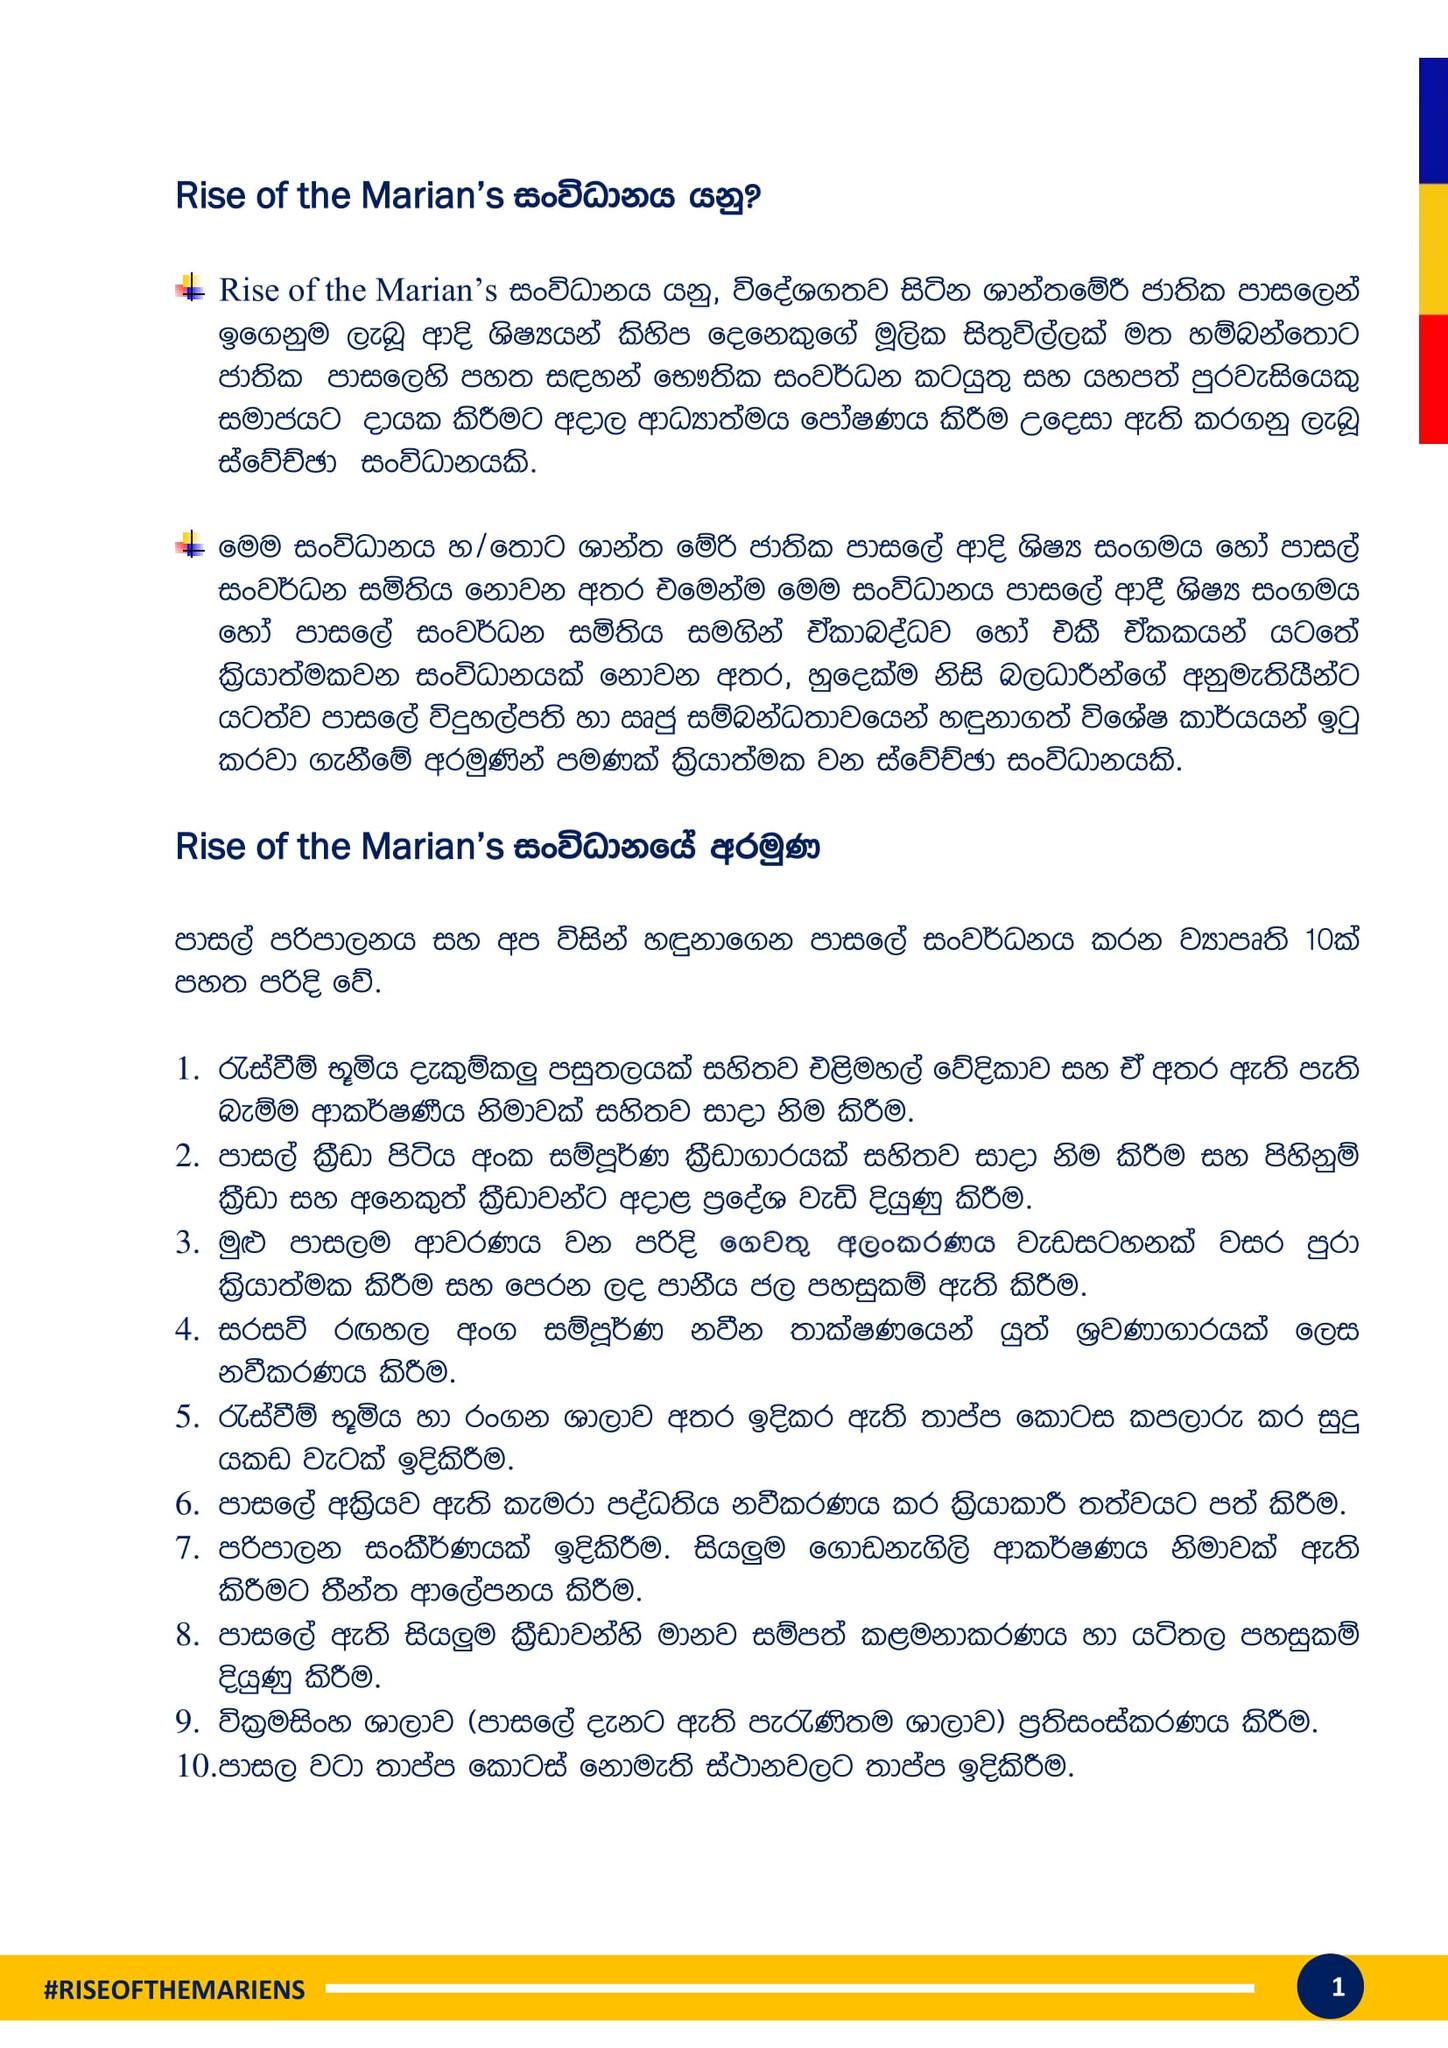 Rise of the Marian’s සංවිධානය යනු?
Rise of the Marian’s සංවිධානය යනු, විදේශගතව සිටින ශාන්තමේරී ජාතික පාසලෙන්
ඉගෙනුම ලැබූ ආදි ශිෂ්‍යයන් කිහිප දෙනෙකුගේ මූලික සිතුවිල්ලක් මත හම්බන්තොට
ජාතික පාසලෙහි පහත සඳහන් භෞතික සංවර්ධන කටයුතු සහ යහපත් පුරවැසියෙකු
සමාජයට දායක කිරීමට අදාල ආධ්‍යාත්මය පෝෂණය කිරීම උදෙසා ඇති කරගනු ලැබූ
ස්වේච්ඡා සංවිධානයකි.
මෙම සංවිධානය හ/තොට ශාන්ත මේරි ජාතික පාසලේ ආදි ශිෂ්‍ය සංගමය හෝ පාසල්
සංවර්ධන සමිතිය නොවන අතර එමෙන්ම මෙම සංවිධානය පාසලේ ආදී ශිෂ්‍ය සංගමය
හෝ පාසලේ සංවර්ධන සමිතිය සමගින් ඒකාබද්ධව හෝ එකී ඒකකයන් යටතේ
ක්‍රියාත්මකවන සංවිධානයක් නොවන අතර, හුදෙක්ම නිසි බලධාරීන්ගේ අනුමැතියීන්ට
යටත්ව පාසලේ විදුහල්පති හා ඍජු සම්බන්ධතාවයෙන් හඳුනාගත් විශේෂ කාර්යයන් ඉටු
කරවා ගැනීමේ අරමුණින් පමණක් ක්‍රියාත්මක වන ස්වේච්ඡා සංවිධානයකි.
Rise of the Marian’s සංවිධානයේ අරමුණ
පාසල් පරිපාලනය සහ අප විසින් හඳුනාගෙන පාසලේ සංවර්ධනය කරන ව්‍යාපෘති 10ක්
පහත පරිදි වේ.
1. රැස්වීම් භූමිය දැකුම්කලු පසුතලයක් සහිතව එළිමහල් වේදිකාව සහ ඒ අතර ඇති පැති
බැම්ම ආකර්ෂණීය නිමාවක් සහිතව සාදා නිම කිරීම.
2. පාසල් ක්‍රීඩා පිටිය අංක සම්පූර්ණ ක්‍රීඩාගාරයක් සහිතව සාදා නිම කිරීම සහ පිහිනුම්
ක්‍රීඩා සහ අනෙකුත් ක්‍රීඩාවන්ට අදාළ ප්‍රදේශ වැඩි දියුණු කිරීම.
3. මුළු පාසලම ආවරණය වන පරිදි ගෙවතු අලංකරණය වැඩසටහනක් වසර පුරා
ක්‍රියාත්මක කිරීම සහ පෙරන ලද පානීය ජල පහසුකම් ඇති කිරීම.
4. සරසවි රඟහල අංග සම්පූර්ණ නවීන තාක්ෂණයෙන් යුත් ශ්‍රවණාගාරයක් ලෙස
නවීකරණය කිරීම.
5. රැස්වීම් භූමිය හා රංගන ශාලාව අතර ඉදිකර ඇති තාප්ප කොටස කපලාරු කර සුදු
යකඩ වැටක් ඉදිකිරීම.
6. පාසලේ අක්‍රියව ඇති කැමරා පද්ධතිය නවීකරණය කර ක්‍රියාකාරී තත්වයට පත් කිරීම.
7. පරිපාලන සංකීර්ණයක් ඉදිකිරීම. සියලුම ගොඩනැගිලි ආකර්ෂණය නිමාවක් ඇති
කිරීමට තීන්ත ආලේපනය කිරීම.
8. පාසලේ ඇති සියලුම ක්‍රීඩාවන්හි මානව සම්පත් කළමනාකරණය හා යටිතල පහසුකම්
දියුණු කිරීම.
9. වික්‍රමසිංහ ශාලාව (පාසලේ දැනට ඇති පැරැණිතම ශාලාව) ප්‍රතිසංස්කරණය කිරීම.
10.පාසල වටා තාප්ප කොටස් නොමැති ස්ථානවලට තාප්ප ඉදිකිරීම.
#RISEOFTHEMARIENS 1